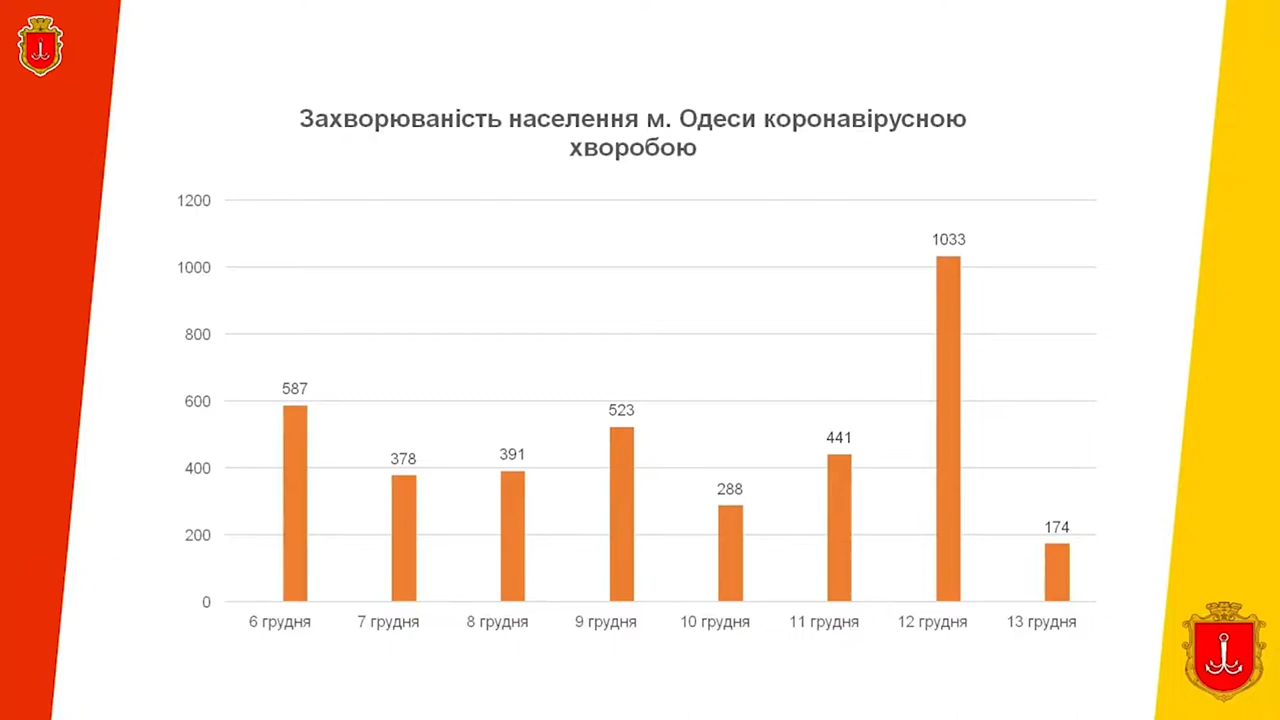 Захворюваність населення м. Одеси коронавірусною
хворобою
1200
1000
800
600
400
200
0
587
378
391
523
288
441
1033
174
6 грудня
7 грудня
8 грудня
9 грудня
10 грудня
11 грудня
12 грудня
13 грудня